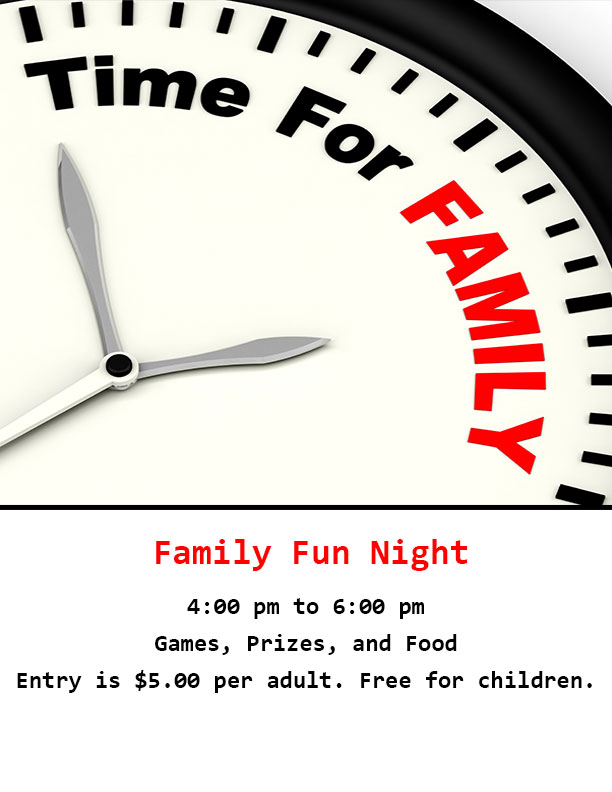 Time For FAMILY
Family Fun Night
4:00 pm to 6:00 pm
Games, Prizes, and Food
Entry is $5.00 per adult. Free for children.